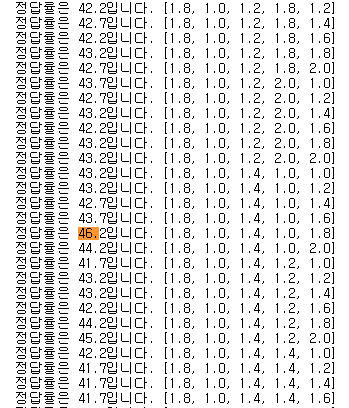 정답률은 42.2입니다. [1.8, 1.0, 1.2, 1.8, 1.2]
정답률은 42.7입니다. [1.8, 1.0, 1.2, 1.8, 1.4]
정답률은 42.2입니다. [1.8, 1.0, 1.2, 1.8, 1.6]
정답률은 43.2입니다. [1.8, 1.0, 1.2, 1.8, 1.8]
정답률은 42.7입니다. [1.8, 1.0, 1.2, 1.8, 2.0]
정답률은 43.7입니다. [1.8, 1.0, 1.2, 2.0, 1.0]
정답률은 42.7입니다. [1.8, 1.0, 1.2, 2.0, 1.2]
정답률은 43.2입니다. [1.8, 1.0, 1.2, 2.0, 1.4]
정답률은 42.2입니다. [1.8, 1.0, 1.2, 2.0, 1.6]
정답률은 43.2입니다. [1.8, 1.0, 1.2, 2.0, 1.8]
정답률은 43.2입니다. [1.8, 1.0, 1.2, 2.0, 2.0]
정답률은 43.2입니다. [1.8, 1.0, 1.4, 1.0, 1.0]
정답률은 43.2입니다. [1.8, 1.0, 1.4, 1.0, 1.2]
정답률은 42.7입니다. [1.8, 1.0, 1.4, 1.0, 1.4]
정답률은 43.7입니다. [1.8, 1.0, 1.4, 1.0, 1.6]
정답률은 46.2입니다. [1.8, 1.0, 1.4, 1.0, 1.8]
정답률은 44.2입니다. [1.8, 1.0, 1.4, 1.0, 2.0]
정답률은 41.7입니다. [1.8, 1.0, 1.4, 1.2, 1.0]
정답률은 43.2입니다. [1.8, 1.0, 1.4, 1.2, 1.2]
정답률은 43.2입니다. [1.8, 1.0, 1.4, 1.2, 1.4]
정답률은 42.2입니다. [1.8, 1.0, 1.4, 1.2, 1.6]
정답률은 44.2입니다. [1.8, 1.0, 1.4, 1.2, 1.8]
정답률은 45.2입니다. [1.8, 1.0, 1.4, 1.2, 2.0]
정답률은 42.2입니다. [1.8, 1.0, 1.4, 1.4, 1.0]
정답률은 41.7입니다. [1.8, 1.0, 1.4, 1.4, 1.2]
정답률은 41.7입니다. [1.8, 1.0, 1.4, 1.4, 1.4]
정답률은 41.7입니다. [1.8, 1.0, 1.4, 1.4, 1.6]